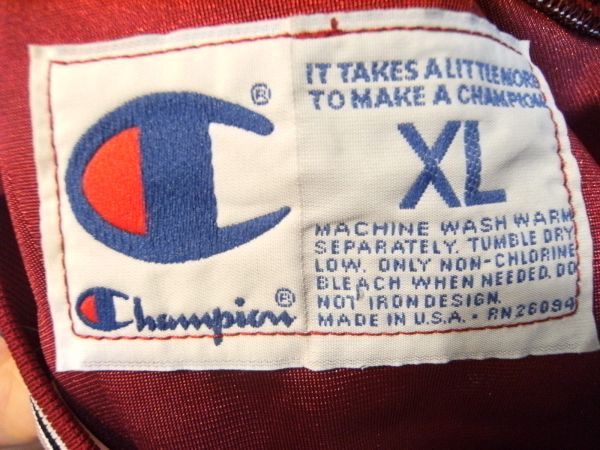 IT TAKES A LITTLE MORE
TO MAKE A CHAMPION
XL
MACHINE WASH WARM
SEPARATELY. TUMBLE DRY
LOW. ONLY NON-CHLORINE
BLEACH WHEN NEEDED. DO
NOT IRON DESIGN.
MADE IN U.S.A. • RN26094
®
Champion®